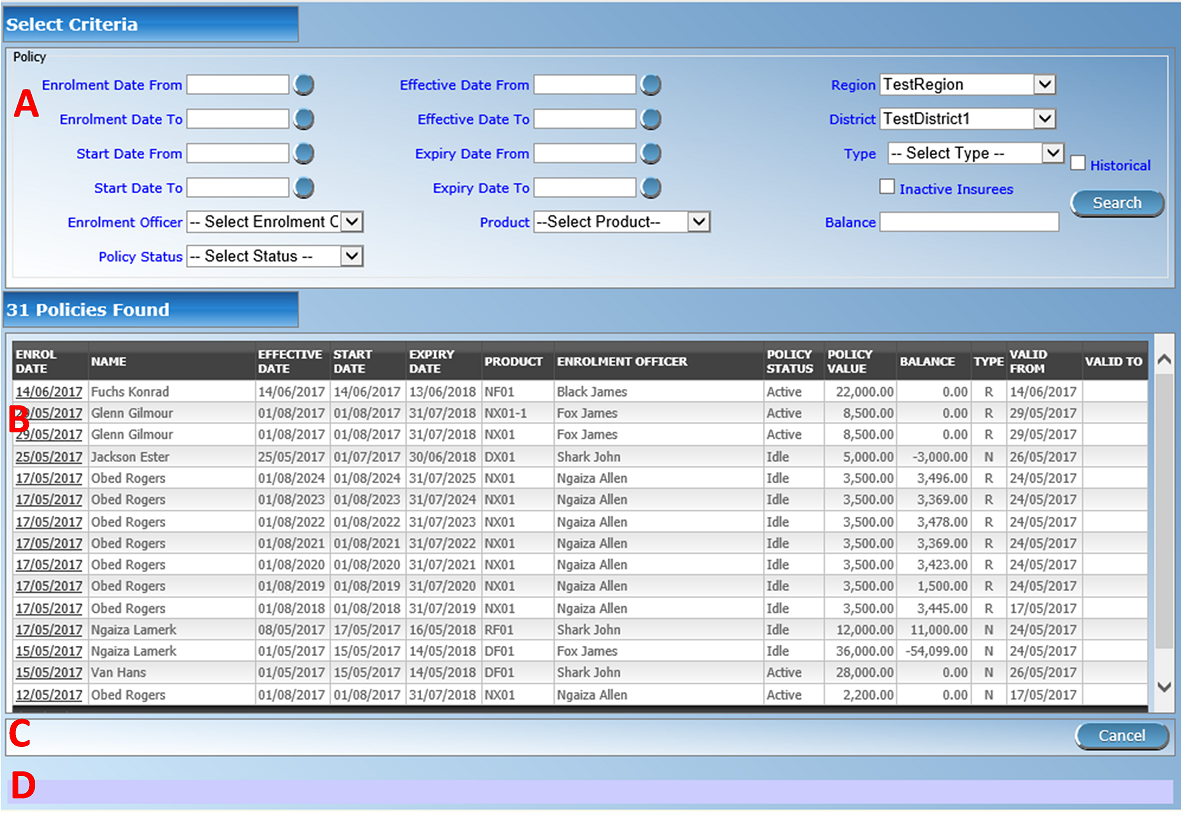 Select Criteria
Policy
A
Enrolment Date From Effective Date From Region TestRegion
Enrolment Date To Effective Date To District TestDistrict1
Start Date From Expiry Date From Type -- Select Type -- Historical
Start Date To Expiry Date To Inactive Insurees
Search
Enrolment Officer -- Select Enrolment C Product --Select Product-- Balance
Policy Status -- Select Status --
31 Policies Found
ENROL DATE NAME EFFECTIVE DATE START DATE EXPIRY DATE PRODUCT ENROLMENT OFFICER POLICY STATUS POLICY VALUE BALANCE TYPE VALID FROM VALID TO
14/06/2017 Fuchs Konrad 14/06/2017 14/06/2017 13/06/2018 NF01 Black James Active 22,000.00 0.00 R 14/06/2017
B
/05/2017 Glenn Gilmour 01/08/2017 01/08/2017 31/07/2018 NX01-1 Fox James Active 8,500.00 0.00 R 29/05/2017
29/05/2017 Glenn Gilmour 01/08/2017 01/08/2017 31/07/2018 NX01 Fox James Active 8,500.00 0.00 R 29/05/2017
25/05/2017 Jackson Ester 25/05/2017 01/07/2017 30/06/2018 DX01 Shark John Idle 5,000.00 -3,000.00 N 26/05/2017
17/05/2017 Obed Rogers 01/08/2024 01/08/2024 31/07/2025 NX01 Ngaiza Allen Idle 3,500.00 3,496.00 R 24/05/2017
17/05/2017 Obed Rogers 01/08/2023 01/08/2023 31/07/2024 NX01 Ngaiza Allen Idle 3,500.00 3,369.00 R 24/05/2017
17/05/2017 Obed Rogers 01/08/2022 01/08/2022 31/07/2023 NX01 Ngaiza Allen Idle 3,500.00 3,478.00 R 24/05/2017
17/05/2017 Obed Rogers 01/08/2021 01/08/2021 31/07/2022 NX01 Ngaiza Allen Idle 3,500.00 3,369.00 R 24/05/2017
17/05/2017 Obed Rogers 01/08/2020 01/08/2020 31/07/2021 NX01 Ngaiza Allen Idle 3,500.00 3,423.00 R 24/05/2017
17/05/2017 Obed Rogers 01/08/2019 01/08/2019 31/07/2020 NX01 Ngaiza Allen Idle 3,500.00 1,500.00 R 24/05/2017
17/05/2017 Obed Rogers 01/08/2018 01/08/2018 31/07/2019 NX01 Ngaiza Allen Idle 3,500.00 3,445.00 R 17/05/2017
17/05/2017 Ngaiza Lamerk 08/05/2017 17/05/2017 16/05/2018 RF01 Shark John Idle 12,000.00 11,000.00 N 24/05/2017
15/05/2017 Ngaiza Lamerk 01/05/2017 15/05/2017 14/05/2018 DF01 Fox James Idle 36,000.00 -54,099.00 N 24/05/2017
15/05/2017 Van Hans 01/05/2017 15/05/2017 14/05/2018 DF01 Shark John Active 28,000.00 0.00 N 26/05/2017
12/05/2017 Obed Rogers 01/08/2017 01/08/2017 31/07/2018 NX01 Ngaiza Allen Active 2,200.00 0.00 N 17/05/2017
C
Cancel
D